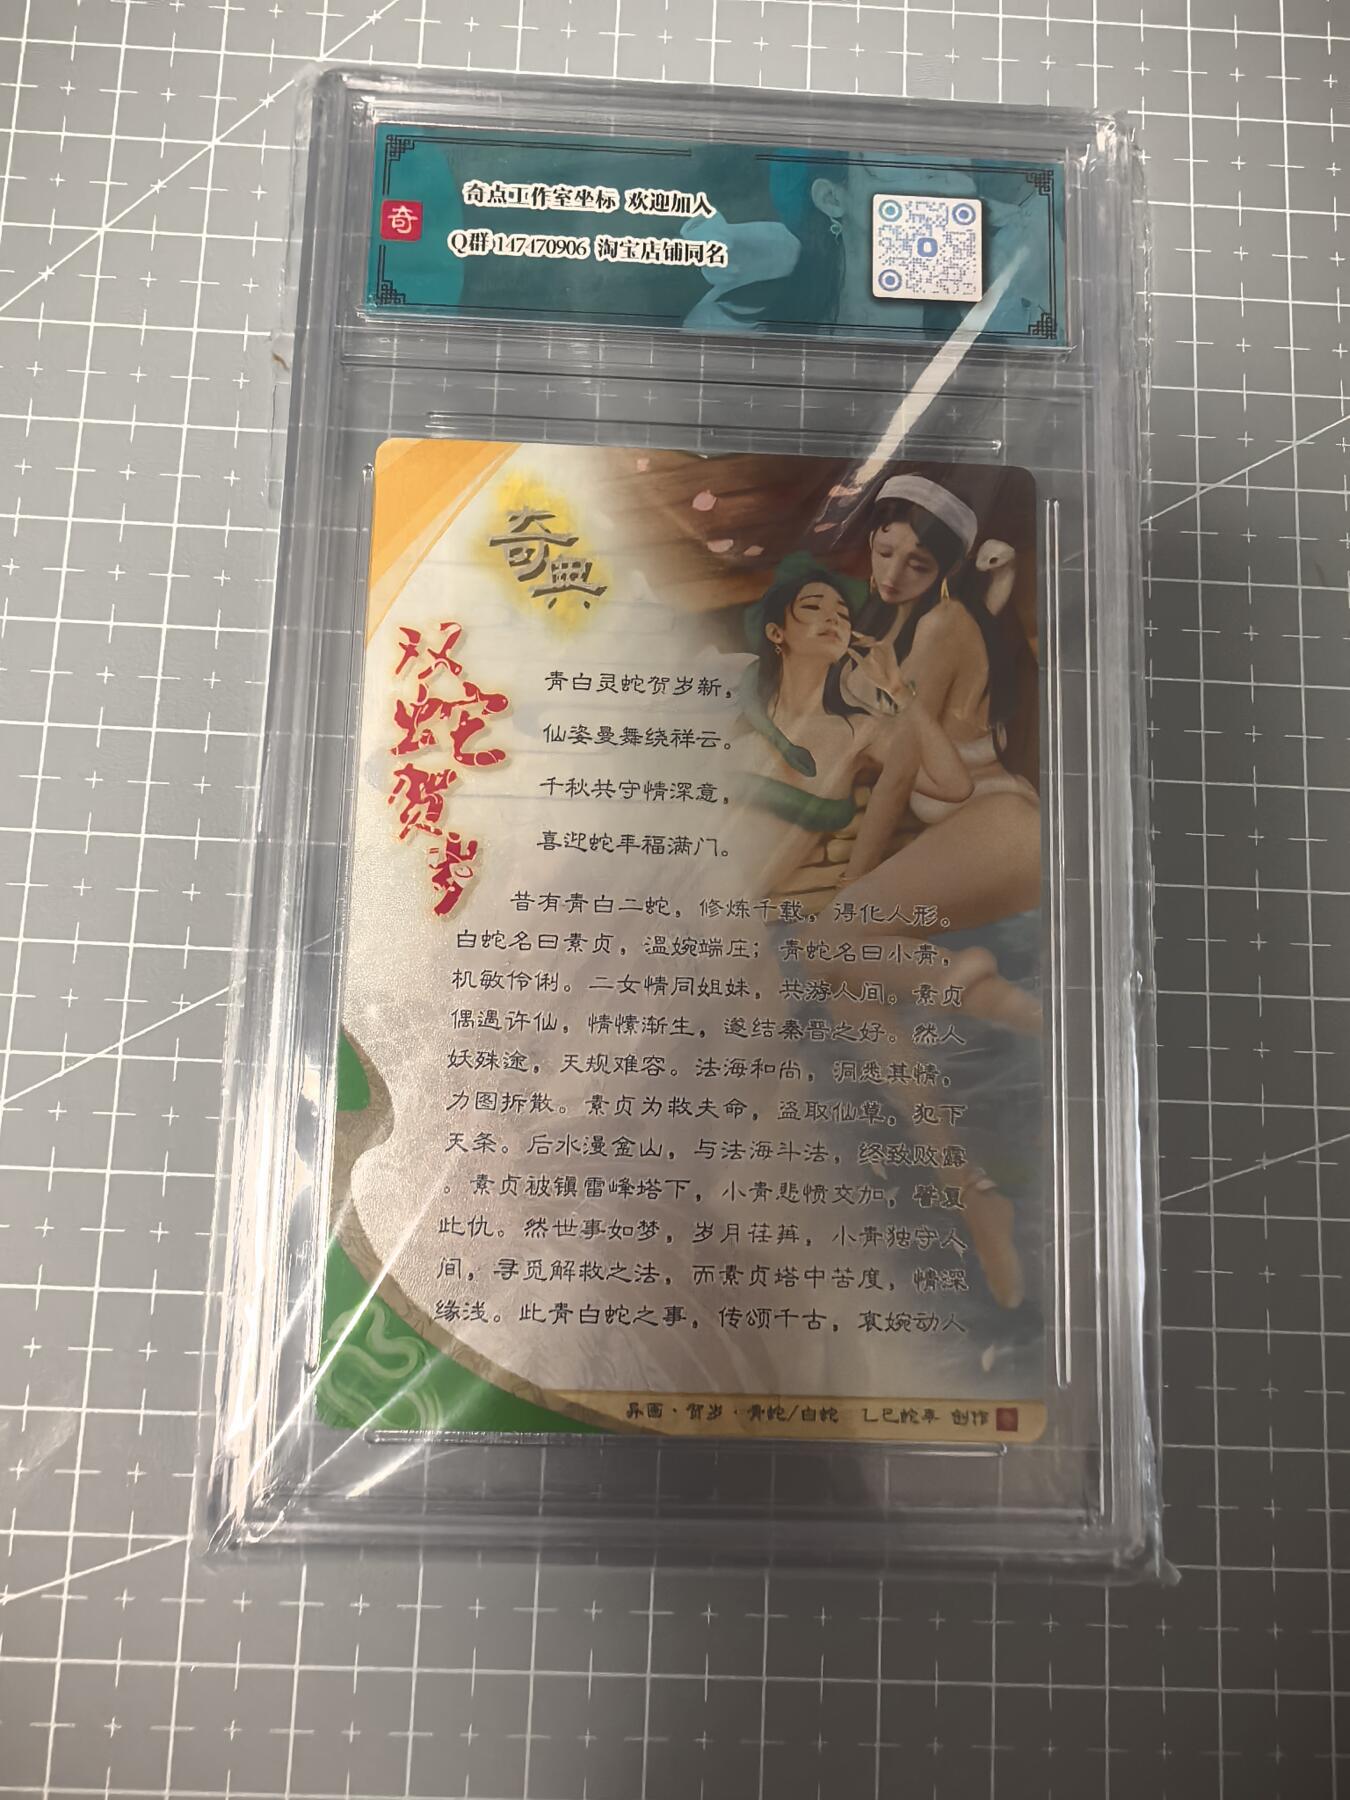 奇
奇点工作室坐标 欢迎加入
Q群147470906 淘宝店铺同名
奇典
双蛇贺岁
青白灵蛇贺岁新，
仙姿曼舞绕祥云。
千秋共守情深意，
喜迎蛇年福满门。
昔有青白二蛇，修炼千载，得化人形。
白蛇名曰素贞，温婉端庄；青蛇名曰小青，
机敏伶俐。二女情同姐妹，共游人间。素贞
偶遇许仙，情愫渐生，遂结秦晋之好。然人
妖殊途，天规难容。法海和尚，洞悉其情，
力图拆散。素贞为救夫命，盗取仙草，犯下
天条。后水漫金山，与法海斗法，终致败露
。素贞被镇雷峰塔下，小青悲愤交加，誓复
此仇。然世事如梦，岁月荏苒，小青独守人
间，寻觅解救之法，而素贞塔中苦度，情深
缘浅。此青白蛇之事，传颂千古，哀婉动人
异画·贺岁·青蛇/白蛇 乙巳蛇年 创作